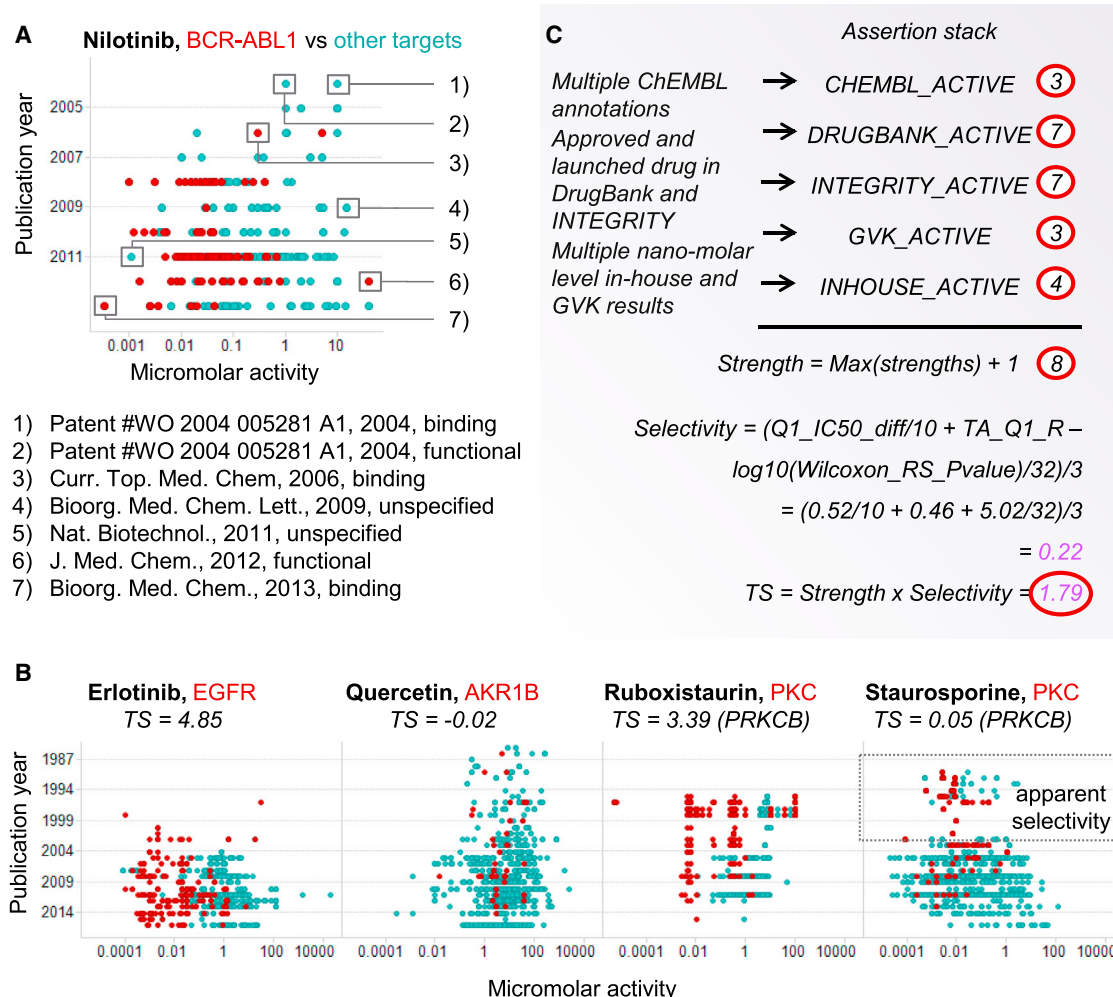 A
Nilotinib, BCR-ABL1 vs other targets
Publication year
2005
2007
2009
2011
0.001
0.01
0.1
1
10
Micromolar activity
1)
2)
3)
4)
5)
6)
7)
1) Patent #WO 2004 005281 A1, 2004, binding
2) Patent #WO 2004 005281 A1, 2004, functional
3) Curr. Top. Med. Chem, 2006, binding
4) Bioorg. Med. Chem. Lett., 2009, unspecified
5) Nat. Biotechnol., 2011, unspecified
6) J. Med. Chem., 2012, functional
7) Bioorg. Med. Chem., 2013, binding
C
Assertion stack
Multiple ChEMBL
annotations
Approved and
launched drug in
DrugBank and
INTEGRITY
Multiple nano-molar
level in-house and
GVK results
→ CHEMBL_ACTIVE 3
→ DRUGBANK_ACTIVE 7
→ INTEGRITY_ACTIVE 7
→ GVK_ACTIVE 3
→ INHOUSE_ACTIVE 4
Strength = Max(strengths) + 1 8
Selectivity = (Q1_IC50_diff/10 + TA_Q1_R –
log10(Wilcoxon_RS_Pvalue)/32)/3
= (0.52/10 + 0.46 + 5.02/32)/3
= 0.22
TS = Strength x Selectivity = 1.79
B
Erlotinib, EGFR
TS = 4.85
Quercetin, AKR1B
TS = -0.02
Ruboxistaurin, PKC
TS = 3.39 (PRKCB)
Staurosporine, PKC
TS = 0.05 (PRKCB)
Publication year
1987
1994
1999
2004
2009
2014
apparent
selectivity
0.0001 0.01 1 100 10000
0.0001 0.01 1 100 10000
0.0001 0.01 1 100 10000
0.0001 0.01 1 100 10000
Micromolar activity